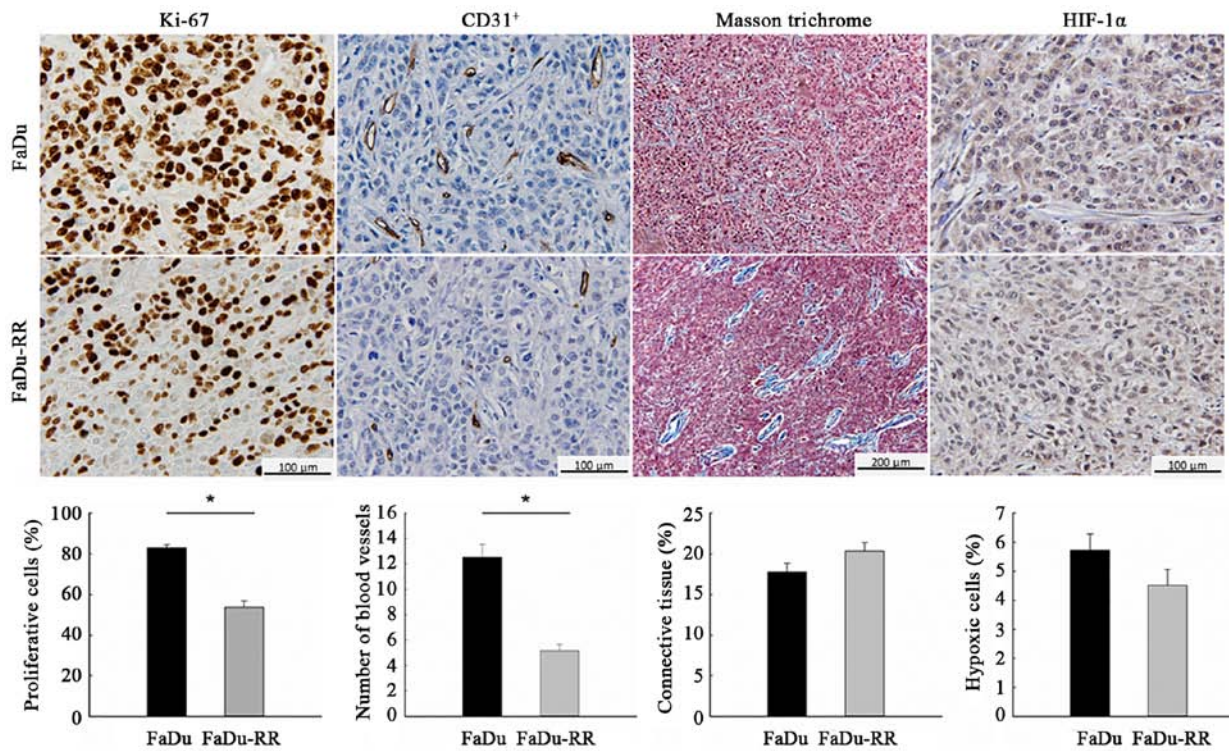 Ki-67
CD31⁺
Masson trichrome
HIF-1α
FaDu
FaDu-RR
100 μm
100 μm
200 μm
100 μm
*
*
Proliferative cells (%)
100
80
60
40
20
0
FaDu FaDu-RR
Number of blood vessels
16
14
12
10
8
6
4
2
0
FaDu FaDu-RR
Connective tissue (%)
25
20
15
10
5
0
FaDu FaDu-RR
Hypoxic cells (%)
7
6
5
4
3
2
1
0
FaDu FaDu-RR